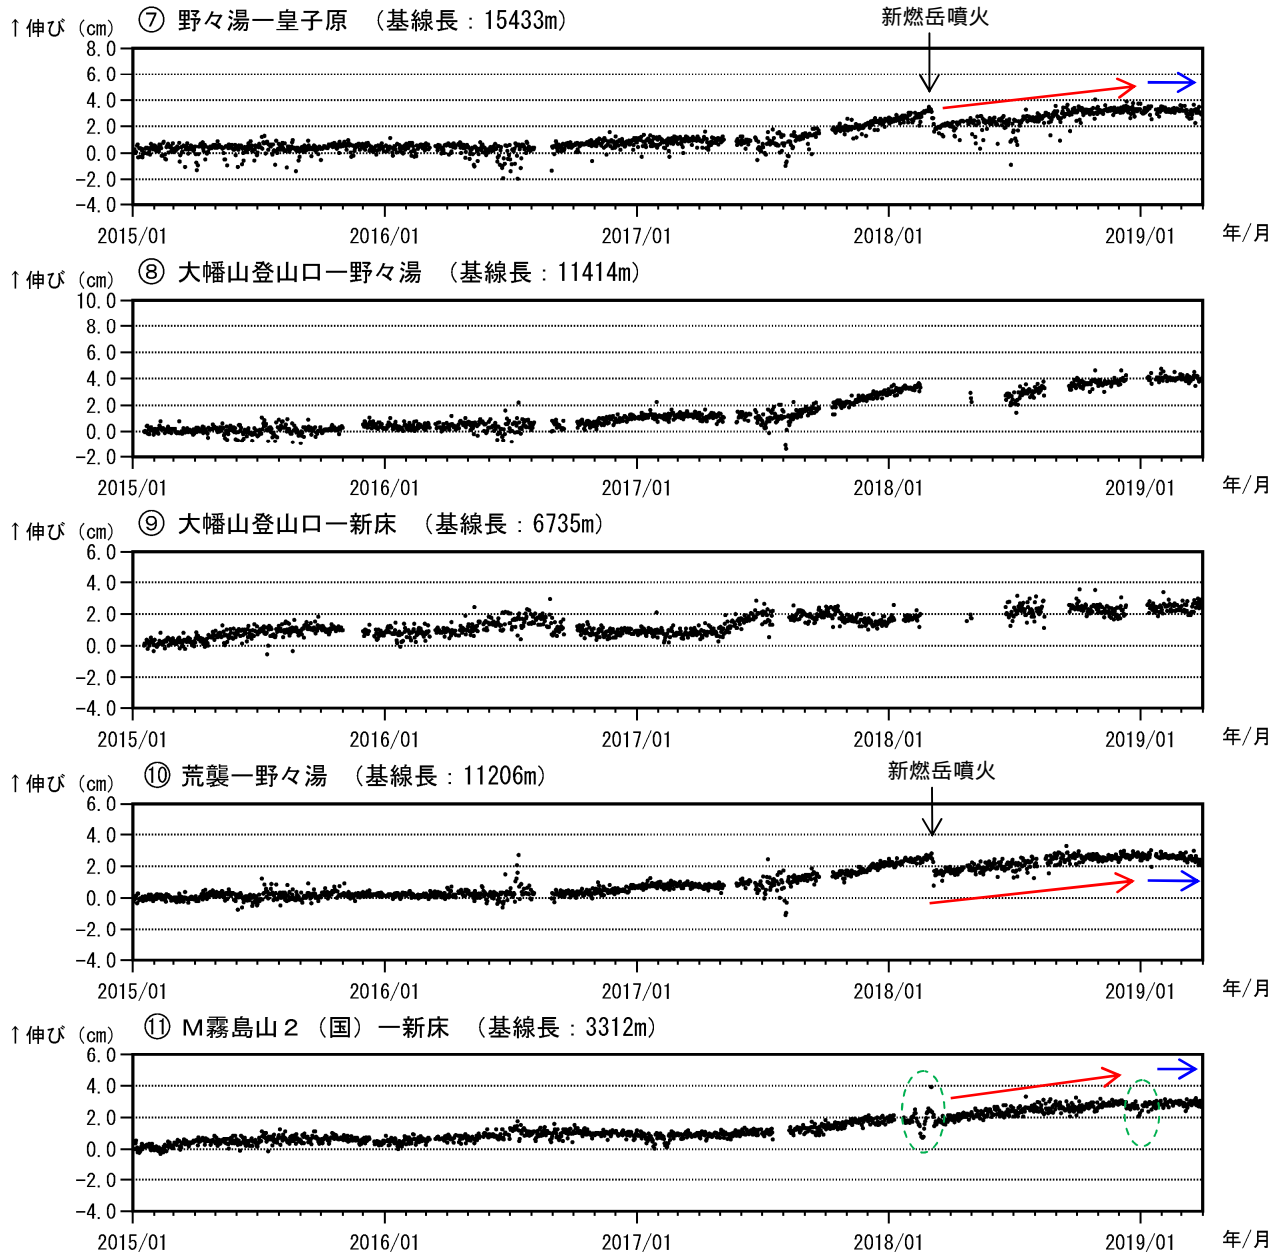 ↑伸び (cm) ⑦ 野々湯ー皇子原 (基線長：15433m)
新燃岳噴火
8.0
6.0
4.0
2.0
0.0
-2.0
-4.0
2015/01 2016/01 2017/01 2018/01 2019/01 年/月
↑伸び (cm) ⑧ 大幡山登山口ー野々湯 (基線長：11414m)
10.0
8.0
6.0
4.0
2.0
0.0
-2.0
2015/01 2016/01 2017/01 2018/01 2019/01 年/月
↑伸び (cm) ⑨ 大幡山登山口ー新床 (基線長：6735m)
6.0
4.0
2.0
0.0
-2.0
-4.0
2015/01 2016/01 2017/01 2018/01 2019/01 年/月
↑伸び (cm) ⑩ 荒襲ー野々湯 (基線長：11206m)
新燃岳噴火
6.0
4.0
2.0
0.0
-2.0
-4.0
2015/01 2016/01 2017/01 2018/01 2019/01 年/月
↑伸び (cm) ⑪ M霧島山２（国）ー新床 (基線長：3312m)
6.0
4.0
2.0
0.0
-2.0
-4.0
2015/01 2016/01 2017/01 2018/01 2019/01 年/月